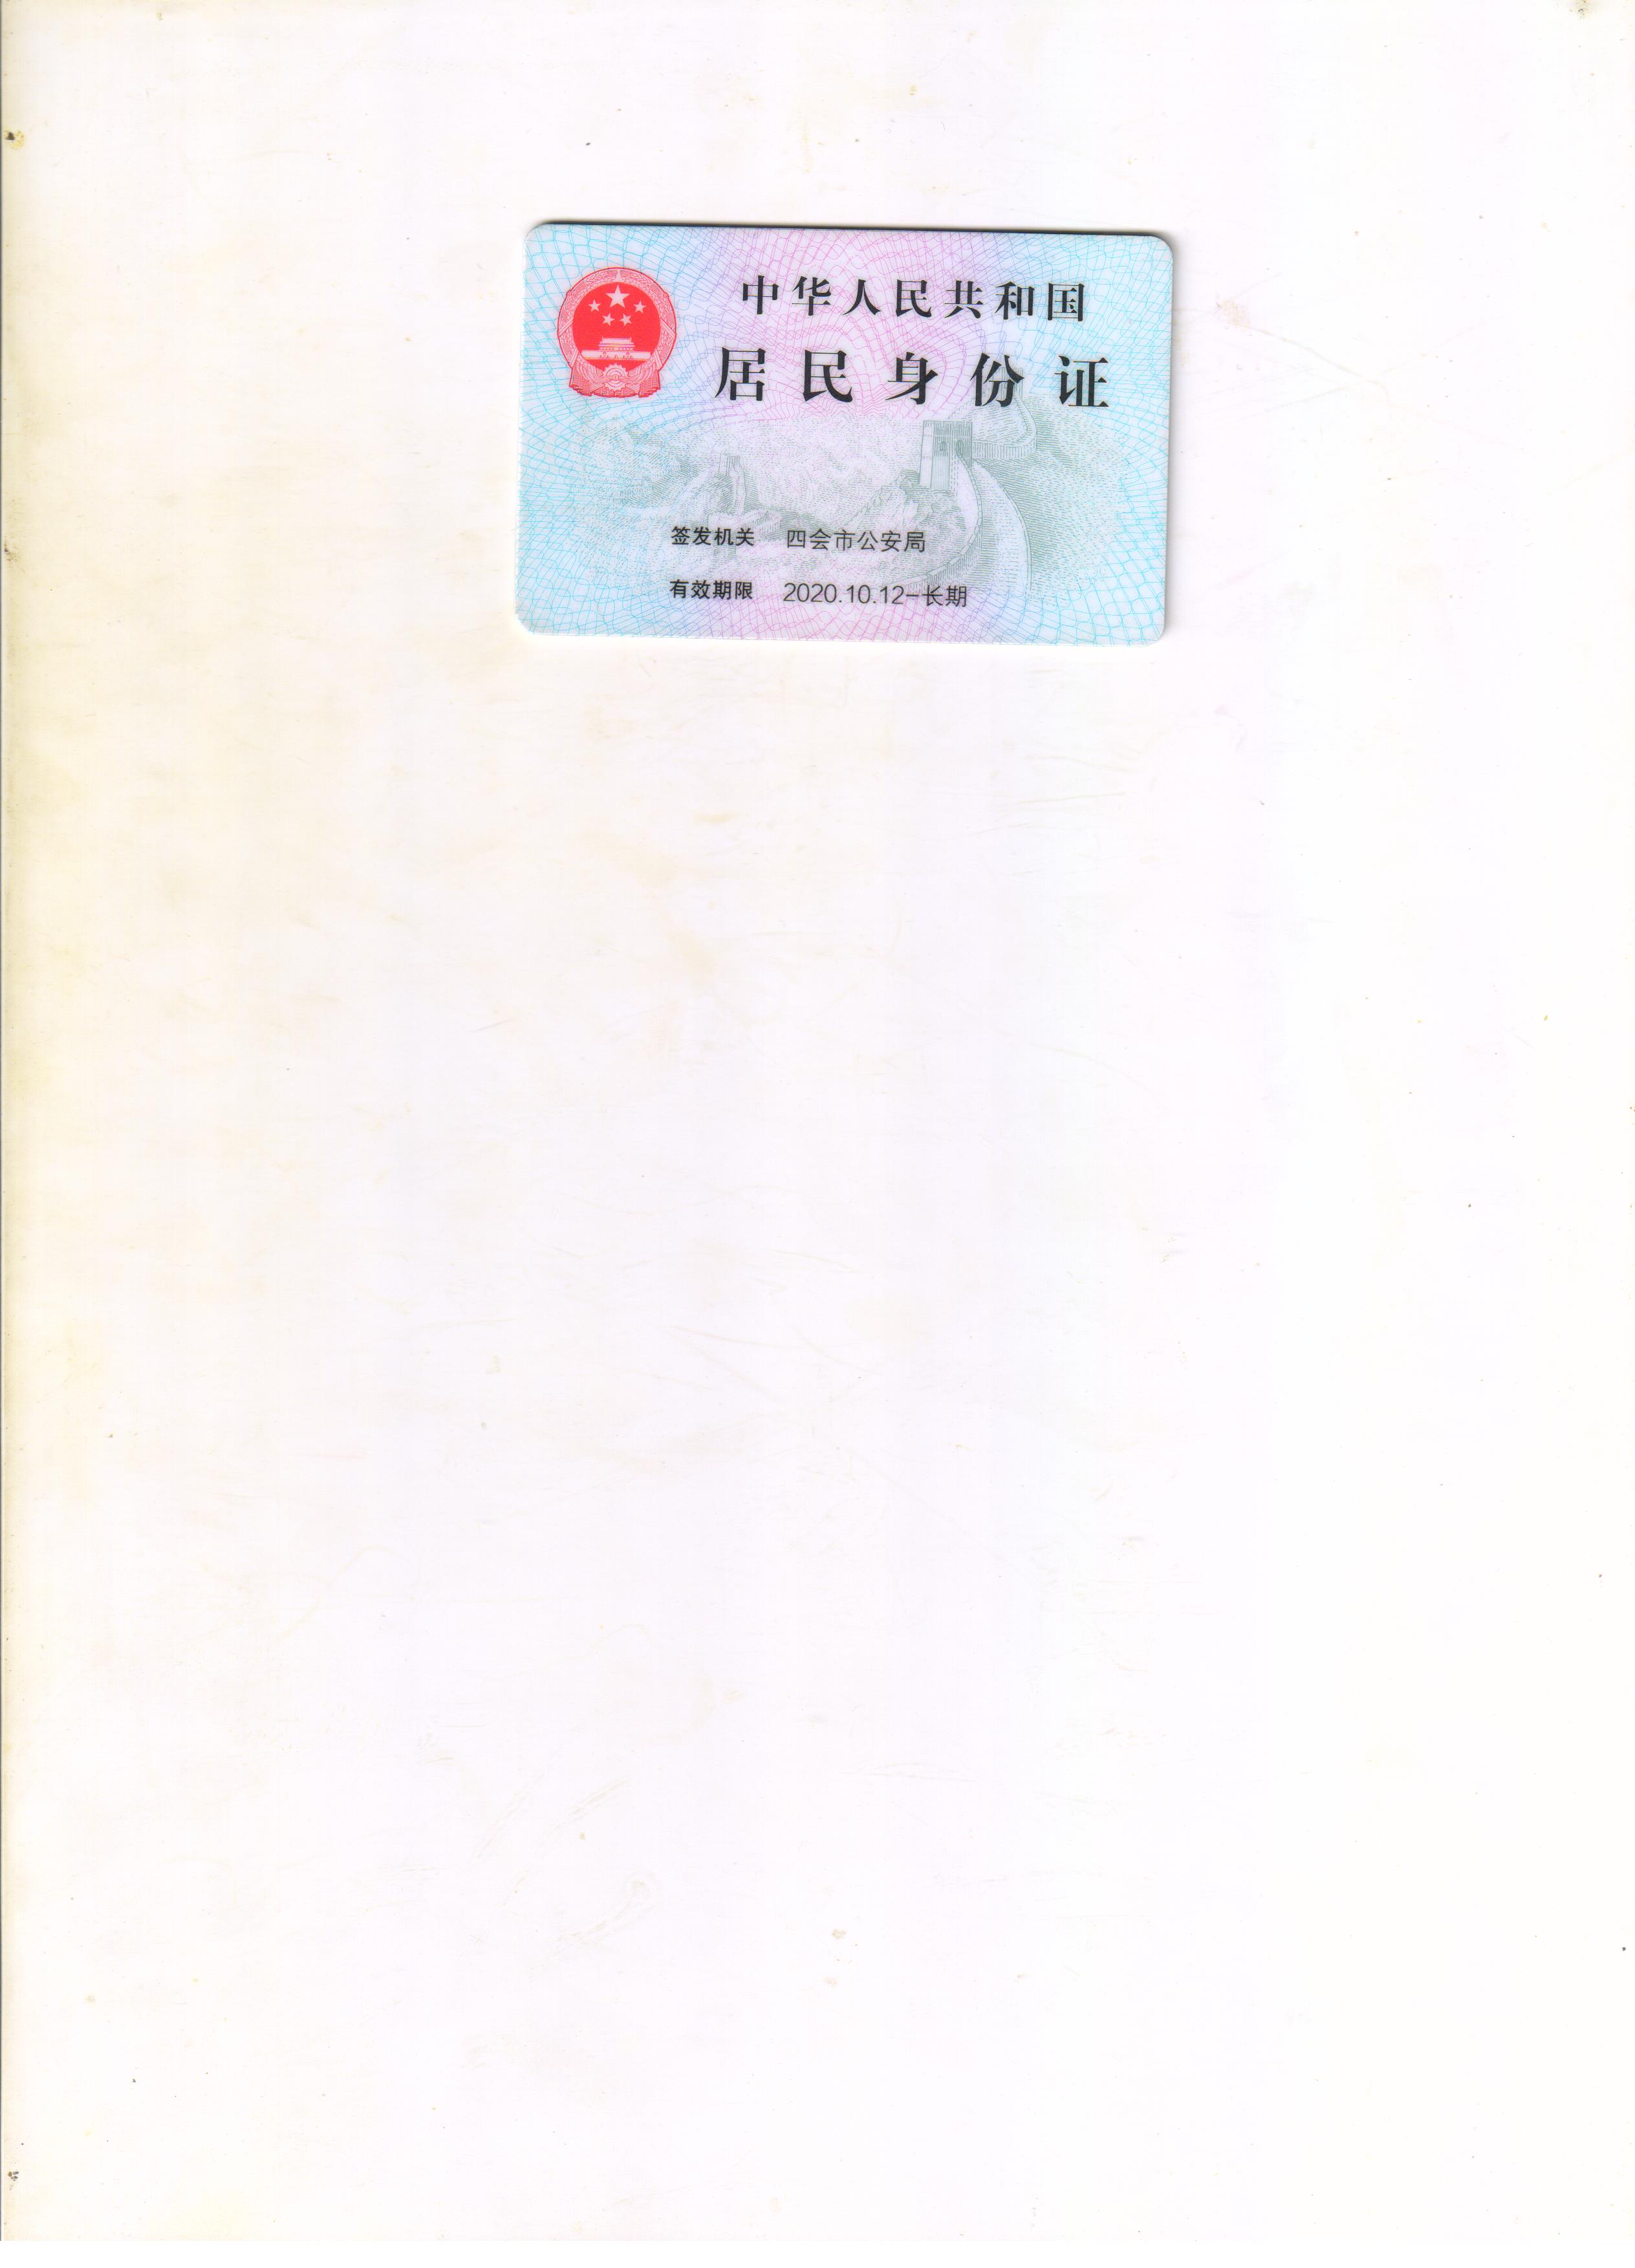 中华人民共和国
居民身份证
签发机关 四会市公安局
有效期限 2020.10.12-长期